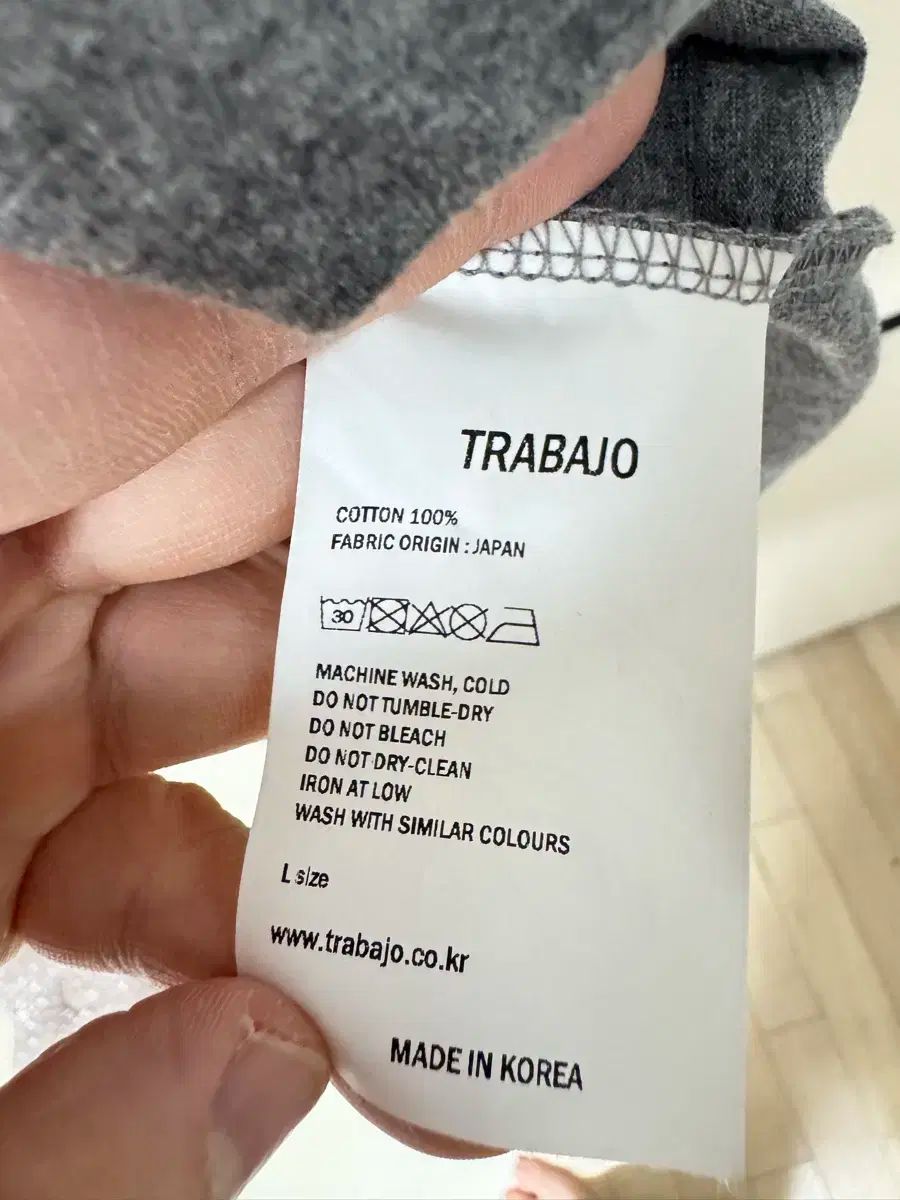 TRABAJO
COTTON 100%
FABRIC ORIGIN : JAPAN
30
MACHINE WASH, COLD
DO NOT TUMBLE-DRY
DO NOT BLEACH
DO NOT DRY-CLEAN
IRON AT LOW
WASH WITH SIMILAR COLOURS
L size
www.trabajo.co.kr
MADE IN KOREA